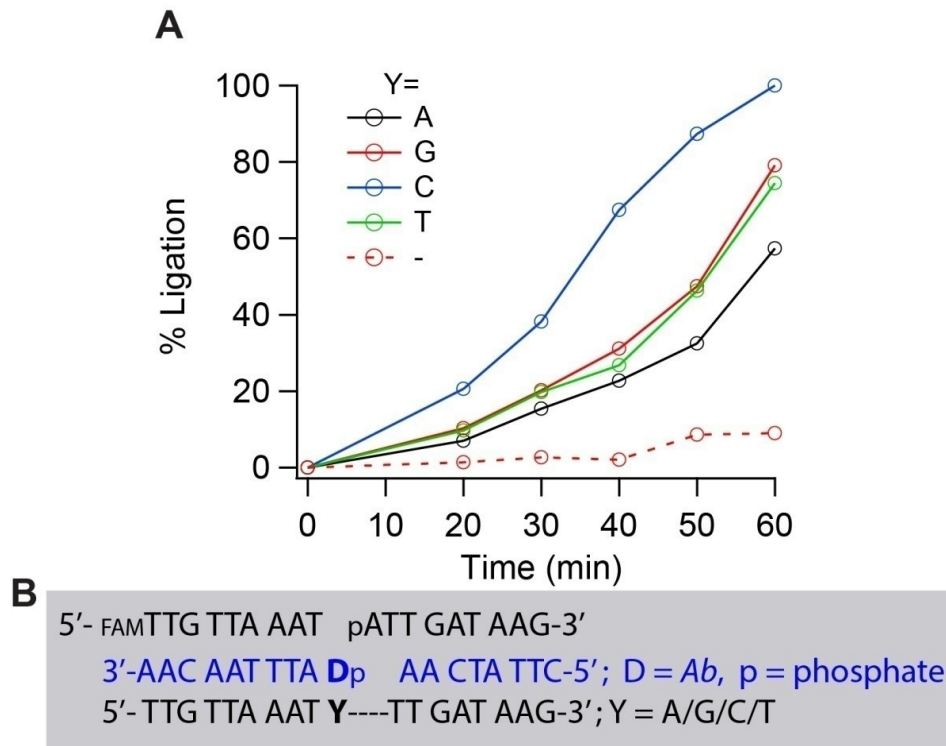 A
Y=
A
G
C
T
-
100
80
60
40
20
0
% Ligation
0 10 20 30 40 50 60
Time (min)
B
5'- FAMTTG TTA AAT pATT GAT AAG-3'
3'-AAC AAT TTA Dp AA CTA TTC-5'; D = Ab, p = phosphate
5'- TTG TTA AAT Y----TT GAT AAG-3'; Y = A/G/C/T